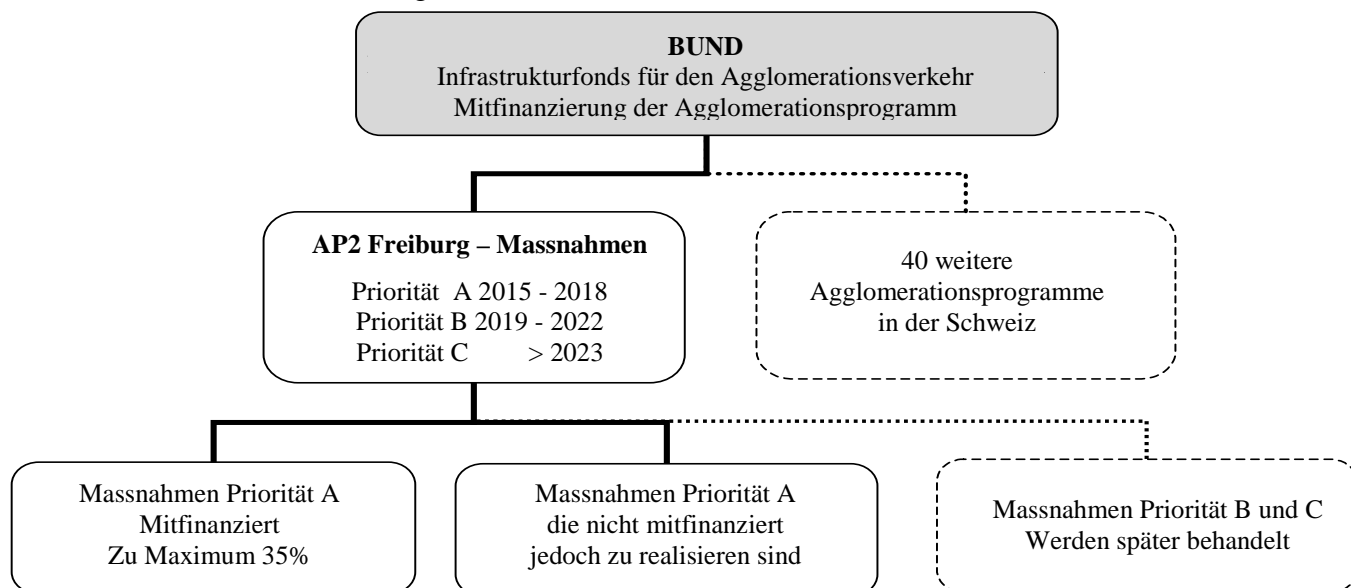 BUND
Infrastrukturfonds für den Agglomerationsverkehr
Mitfinanzierung der Agglomerationsprogramm
AP2 Freiburg – Massnahmen
Priorität A 2015 - 2018
Priorität B 2019 - 2022
Priorität C > 2023
40 weitere
Agglomerationsprogramme
in der Schweiz
Massnahmen Priorität A
Mitfinanziert
Zu Maximum 35%
Massnahmen Priorität A
die nicht mitfinanziert
jedoch zu realisieren sind
Massnahmen Priorität B und C
Werden später behandelt